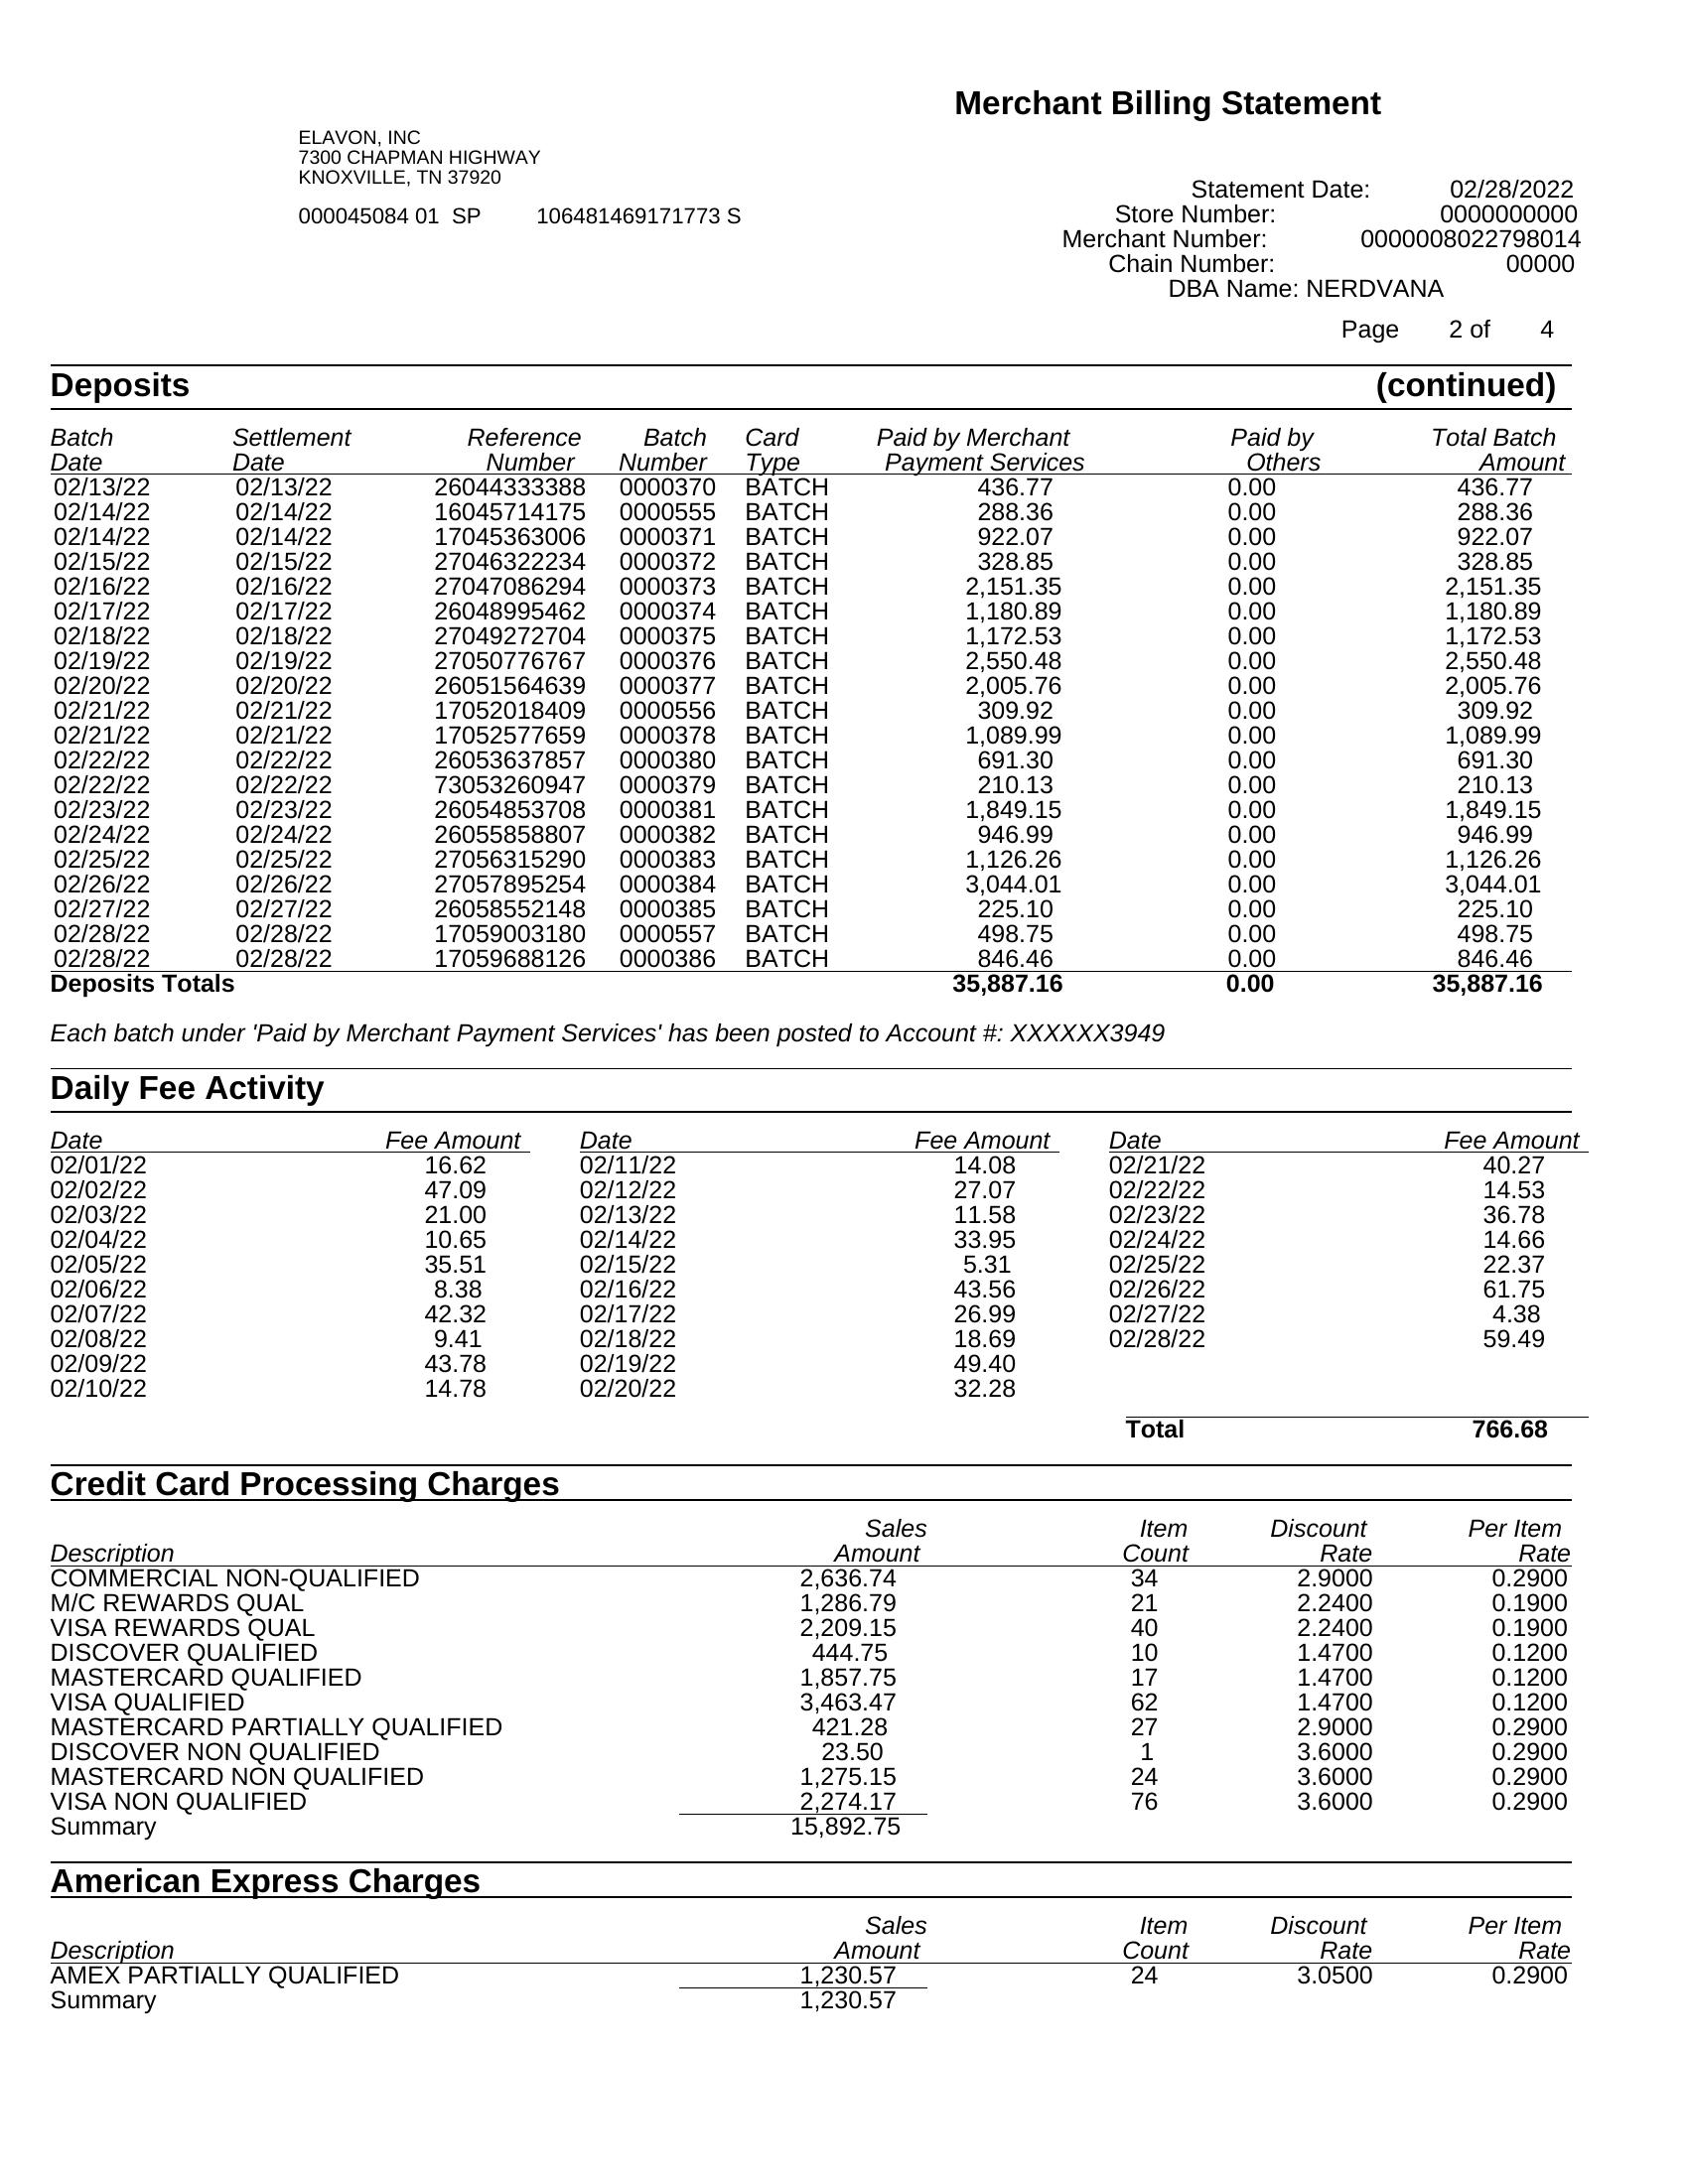 Merchant Billing Statement
ELAVON, INC
7300 CHAPMAN HIGHWAY
KNOXVILLE, TN 37920
000045084 01 SP 106481469171773 S
Statement Date: 02/28/2022
Store Number: 0000000000
Merchant Number: 0000008022798014
Chain Number: 00000
DBA Name: NERDVANA
Page 2 of 4
Deposits (continued)
Batch Settlement Reference Batch Card Paid by Merchant Paid by Total Batch
Date Date Number Number Type Payment Services Others Amount
02/13/22 02/13/22 26044333388 0000370 BATCH 436.77 0.00 436.77
02/14/22 02/14/22 16045714175 0000555 BATCH 288.36 0.00 288.36
02/14/22 02/14/22 17045363006 0000371 BATCH 922.07 0.00 922.07
02/15/22 02/15/22 27046322234 0000372 BATCH 328.85 0.00 328.85
02/16/22 02/16/22 27047086294 0000373 BATCH 2,151.35 0.00 2,151.35
02/17/22 02/17/22 26048995462 0000374 BATCH 1,180.89 0.00 1,180.89
02/18/22 02/18/22 27049272704 0000375 BATCH 1,172.53 0.00 1,172.53
02/19/22 02/19/22 27050776767 0000376 BATCH 2,550.48 0.00 2,550.48
02/20/22 02/20/22 26051564639 0000377 BATCH 2,005.76 0.00 2,005.76
02/21/22 02/21/22 17052018409 0000556 BATCH 309.92 0.00 309.92
02/21/22 02/21/22 17052577659 0000378 BATCH 1,089.99 0.00 1,089.99
02/22/22 02/22/22 26053637857 0000380 BATCH 691.30 0.00 691.30
02/22/22 02/22/22 73053260947 0000379 BATCH 210.13 0.00 210.13
02/23/22 02/23/22 26054853708 0000381 BATCH 1,849.15 0.00 1,849.15
02/24/22 02/24/22 26055858807 0000382 BATCH 946.99 0.00 946.99
02/25/22 02/25/22 27056315290 0000383 BATCH 1,126.26 0.00 1,126.26
02/26/22 02/26/22 27057895254 0000384 BATCH 3,044.01 0.00 3,044.01
02/27/22 02/27/22 26058552148 0000385 BATCH 225.10 0.00 225.10
02/28/22 02/28/22 17059003180 0000557 BATCH 498.75 0.00 498.75
02/28/22 02/28/22 17059688126 0000386 BATCH 846.46 0.00 846.46
Deposits Totals 35,887.16 0.00 35,887.16
Each batch under 'Paid by Merchant Payment Services' has been posted to Account #: XXXXXX3949
Daily Fee Activity
Date Fee Amount Date Fee Amount Date Fee Amount
02/01/22 16.62 02/11/22 14.08 02/21/22 40.27
02/02/22 47.09 02/12/22 27.07 02/22/22 14.53
02/03/22 21.00 02/13/22 11.58 02/23/22 36.78
02/04/22 10.65 02/14/22 33.95 02/24/22 14.66
02/05/22 35.51 02/15/22 5.31 02/25/22 22.37
02/06/22 8.38 02/16/22 43.56 02/26/22 61.75
02/07/22 42.32 02/17/22 26.99 02/27/22 4.38
02/08/22 9.41 02/18/22 18.69 02/28/22 59.49
02/09/22 43.78 02/19/22 49.40
02/10/22 14.78 02/20/22 32.28
Total 766.68
Credit Card Processing Charges
Sales Item Discount Per Item
Description Amount Count Rate Rate
COMMERCIAL NON-QUALIFIED 2,636.74 34 2.9000 0.2900
M/C REWARDS QUAL 1,286.79 21 2.2400 0.1900
VISA REWARDS QUAL 2,209.15 40 2.2400 0.1900
DISCOVER QUALIFIED 444.75 10 1.4700 0.1200
MASTERCARD QUALIFIED 1,857.75 17 1.4700 0.1200
VISA QUALIFIED 3,463.47 62 1.4700 0.1200
MASTERCARD PARTIALLY QUALIFIED 421.28 27 2.9000 0.2900
DISCOVER NON QUALIFIED 23.50 1 3.6000 0.2900
MASTERCARD NON QUALIFIED 1,275.15 24 3.6000 0.2900
VISA NON QUALIFIED 2,274.17 76 3.6000 0.2900
Summary 15,892.75
American Express Charges
Sales Item Discount Per Item
Description Amount Count Rate Rate
AMEX PARTIALLY QUALIFIED 1,230.57 24 3.0500 0.2900
Summary 1,230.57